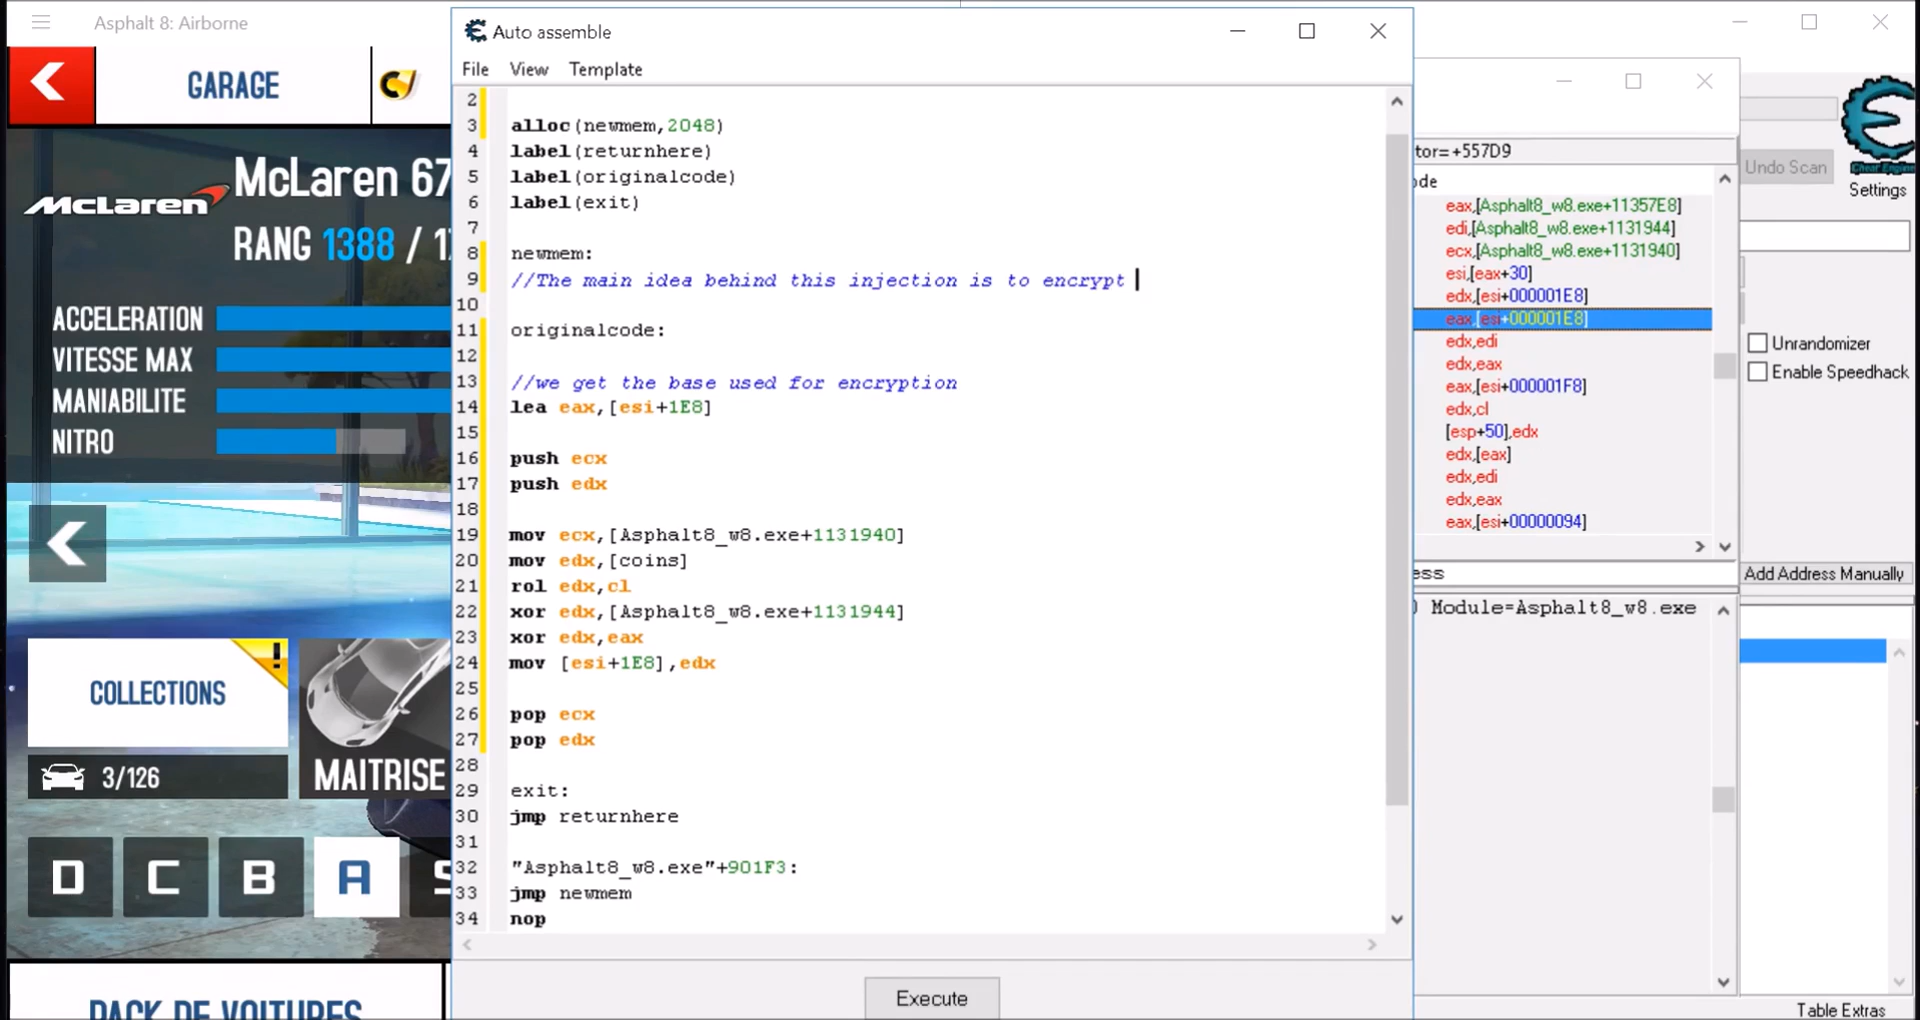 Asphalt 8: Airborne
GARAGE
McLaren
McLaren 67
RANG 1388 / 1
ACCELERATION
VITESSE MAX
MANIABILITE
NITRO
COLLECTIONS
!
3/126
MAITRISE
D C B A S
PACK DE VOITURES
Auto assemble
File View Template
2
3 alloc(newmem,2048)
4 label(returnhere)
5 label(originalcode)
6 label(exit)
7
8 newmem:
9 //The main idea behind this injection is to encrypt
10
11 originalcode:
12
13 //we get the base used for encryption
14 lea eax,[esi+1E8]
15
16 push ecx
17 push edx
18
19 mov ecx,[Asphalt8_w8.exe+1131940]
20 mov edx,[coins]
21 rol edx,cl
22 xor edx,[Asphalt8_w8.exe+1131944]
23 xor edx,eax
24 mov [esi+1E8],edx
25
26 pop ecx
27 pop edx
28
29 exit:
30 jmp returnhere
31
32 "Asphalt8_w8.exe"+901F3:
33 jmp newmem
34 nop
Execute
tor=+557D9
ode
eax,[Asphalt8_w8.exe+11357E8]
edi,[Asphalt8_w8.exe+1131944]
ecx,[Asphalt8_w8.exe+1131940]
esi,[eax+30]
edx,[esi+000001E8]
eax,[esi+000001E8]
edx,edi
edx,eax
eax,[esi+000001F8]
edx,cl
[esp+50],edx
edx,[eax]
edx,edi
edx,eax
eax,[esi+00000094]
ess
) Module=Asphalt8_w8.exe
Undo Scan
Cheat Engine
Settings
Unrandomizer
Enable Speedhack
Add Address Manually
Table Extras